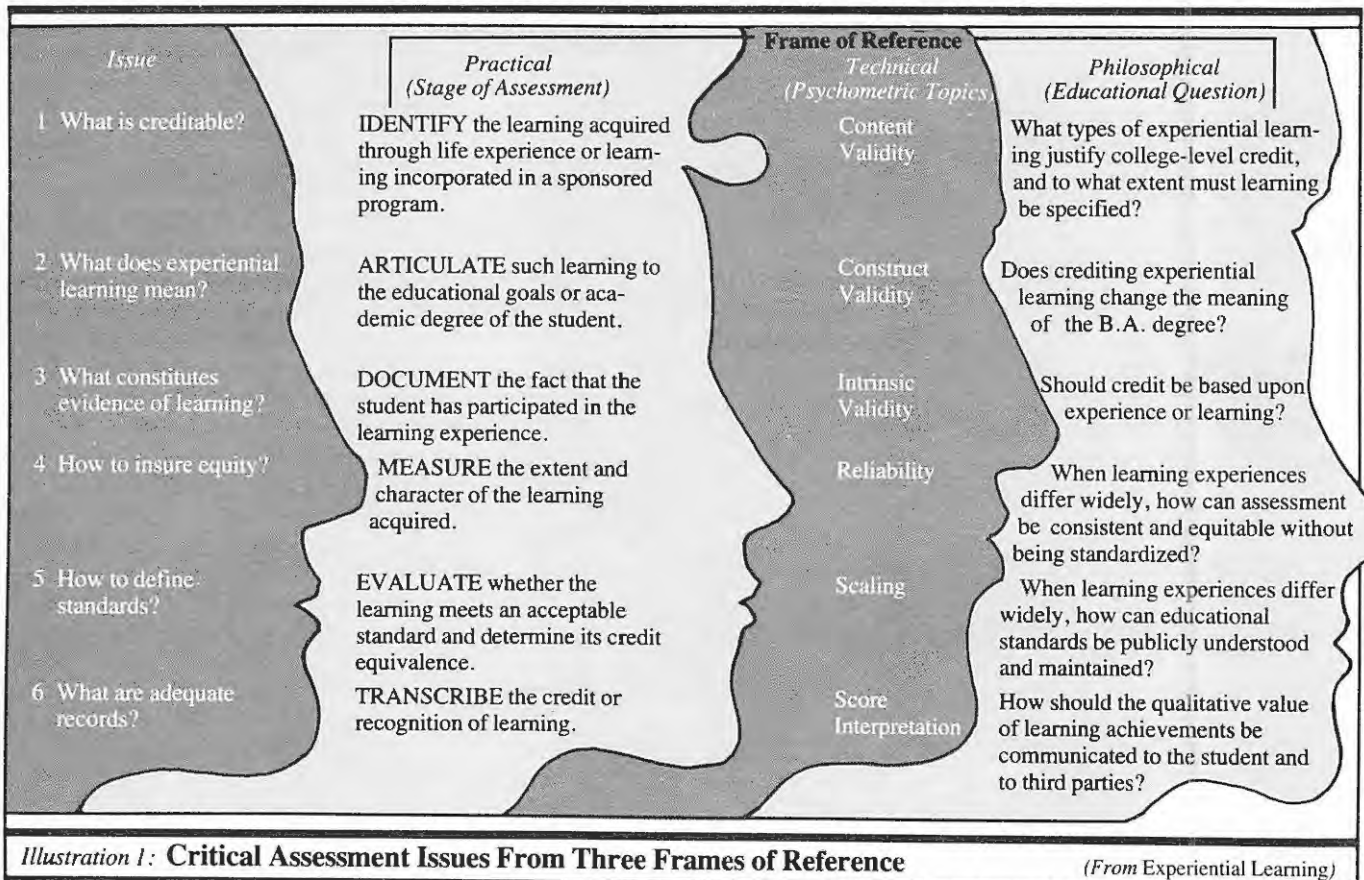 Frame of Reference
Issue
Practical
(Stage of Assessment)
Technical
(Psychometric Topics)
Philosophical
(Educational Question)
1 What is creditable?
IDENTIFY the learning acquired
through life experience or learn-
ing incorporated in a sponsored
program.
Content
Validity
What types of experiential learn-
ing justify college-level credit,
and to what extent must learning
be specified?
2 What does experiential
learning mean?
ARTICULATE such learning to
the educational goals or aca-
demic degree of the student.
Construct
Validity
Does crediting experiential
learning change the meaning
of the B.A. degree?
3 What constitutes
evidence of learning?
DOCUMENT the fact that the
student has participated in the
learning experience.
Intrinsic
Validity
Should credit be based upon
experience or learning?
4 How to insure equity?
MEASURE the extent and
character of the learning
acquired.
Reliability
When learning experiences
differ widely, how can assessment
be consistent and equitable without
being standardized?
5 How to define
standards?
EVALUATE whether the
learning meets an acceptable
standard and determine its credit
equivalence.
Scaling
When learning experiences differ
widely, how can educational
standards be publicly understood
and maintained?
6 What are adequate
records?
TRANSCRIBE the credit or
recognition of learning.
Score
Interpretation
How should the qualitative value
of learning achievements be
communicated to the student and
to third parties?
Illustration 1: Critical Assessment Issues From Three Frames of Reference
(From Experiential Learning)